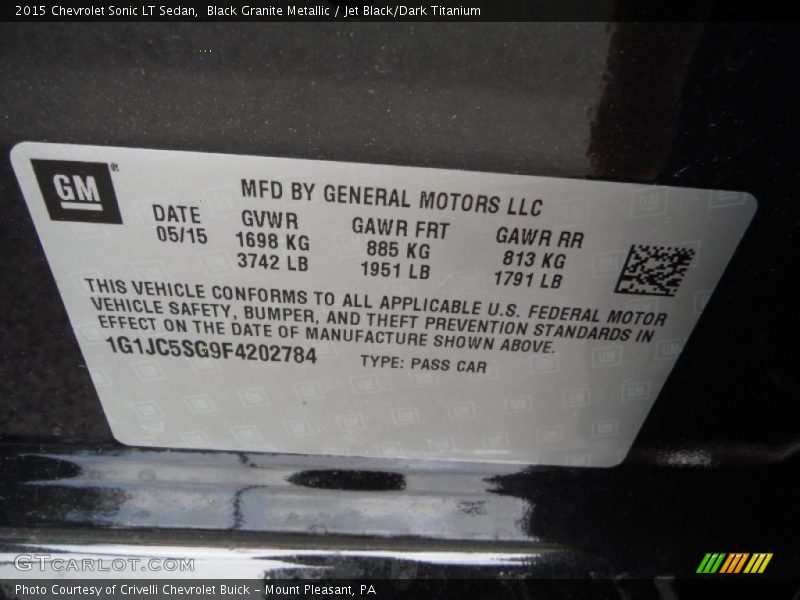 2015 Chevrolet Sonic LT Sedan,  Black Granite Metallic / Jet Black/Dark Titanium
GM®
MFD BY GENERAL MOTORS LLC
DATE GVWR GAWR FRT GAWR RR
05/15 1698 KG 885 KG 813 KG
3742 LB 1951 LB 1791 LB
THIS VEHICLE CONFORMS TO ALL APPLICABLE U.S. FEDERAL MOTOR
VEHICLE SAFETY, BUMPER, AND THEFT PREVENTION STANDARDS IN
EFFECT ON THE DATE OF MANUFACTURE SHOWN ABOVE.
1G1JC5SG9F4202784 TYPE: PASS CAR
GTCARLOT.COM
Photo Courtesy of Crivelli Chevrolet Buick - Mount Pleasant, PA